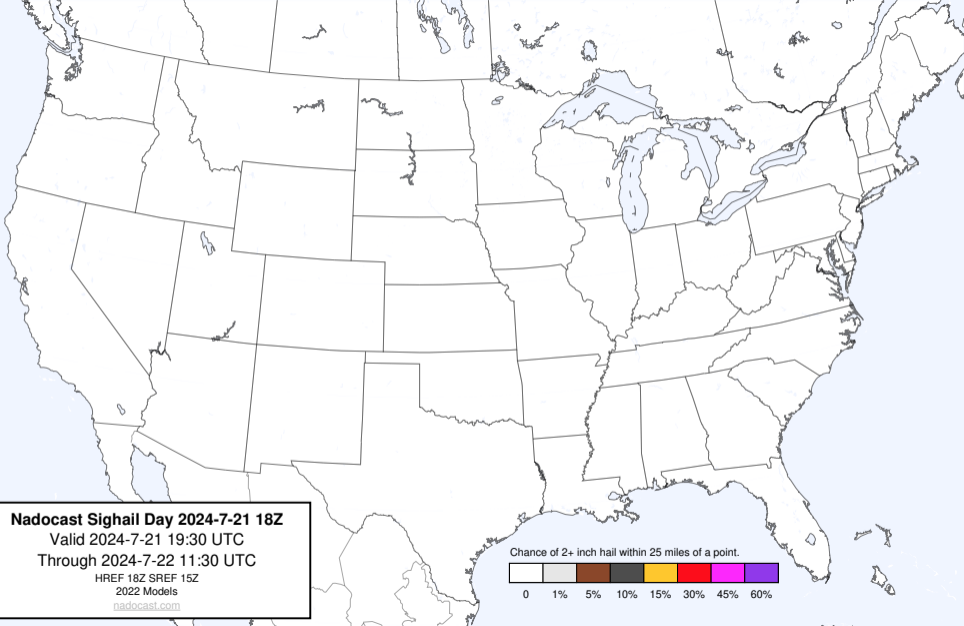 Nadocast Sighail Day 2024-7-21 18Z
Valid 2024-7-21 19:30 UTC
Through 2024-7-22 11:30 UTC
HREF 18Z SREF 15Z
2022 Models
nadocast.com
Chance of 2+ inch hail within 25 miles of a point.
0 1% 5% 10% 15% 30% 45% 60%